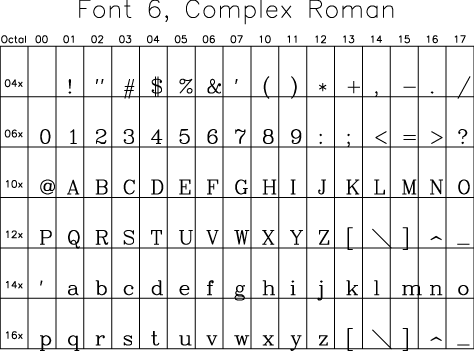 Font 6, Complex Roman
Octal 00 01 02 03 04 05 06 07 10 11 12 13 14 15 16 17
04x ! " # $ % & ' ( ) * + , - . /
06x 0 1 2 3 4 5 6 7 8 9 : ; < = > ?
10x @ A B C D E F G H I J K L M N O
12x P Q R S T U V W X Y Z [ \ ] ^ _
14x ' a b c d e f g h i j k l m n o
16x p q r s t u v w x y z [ \ ] ^ _